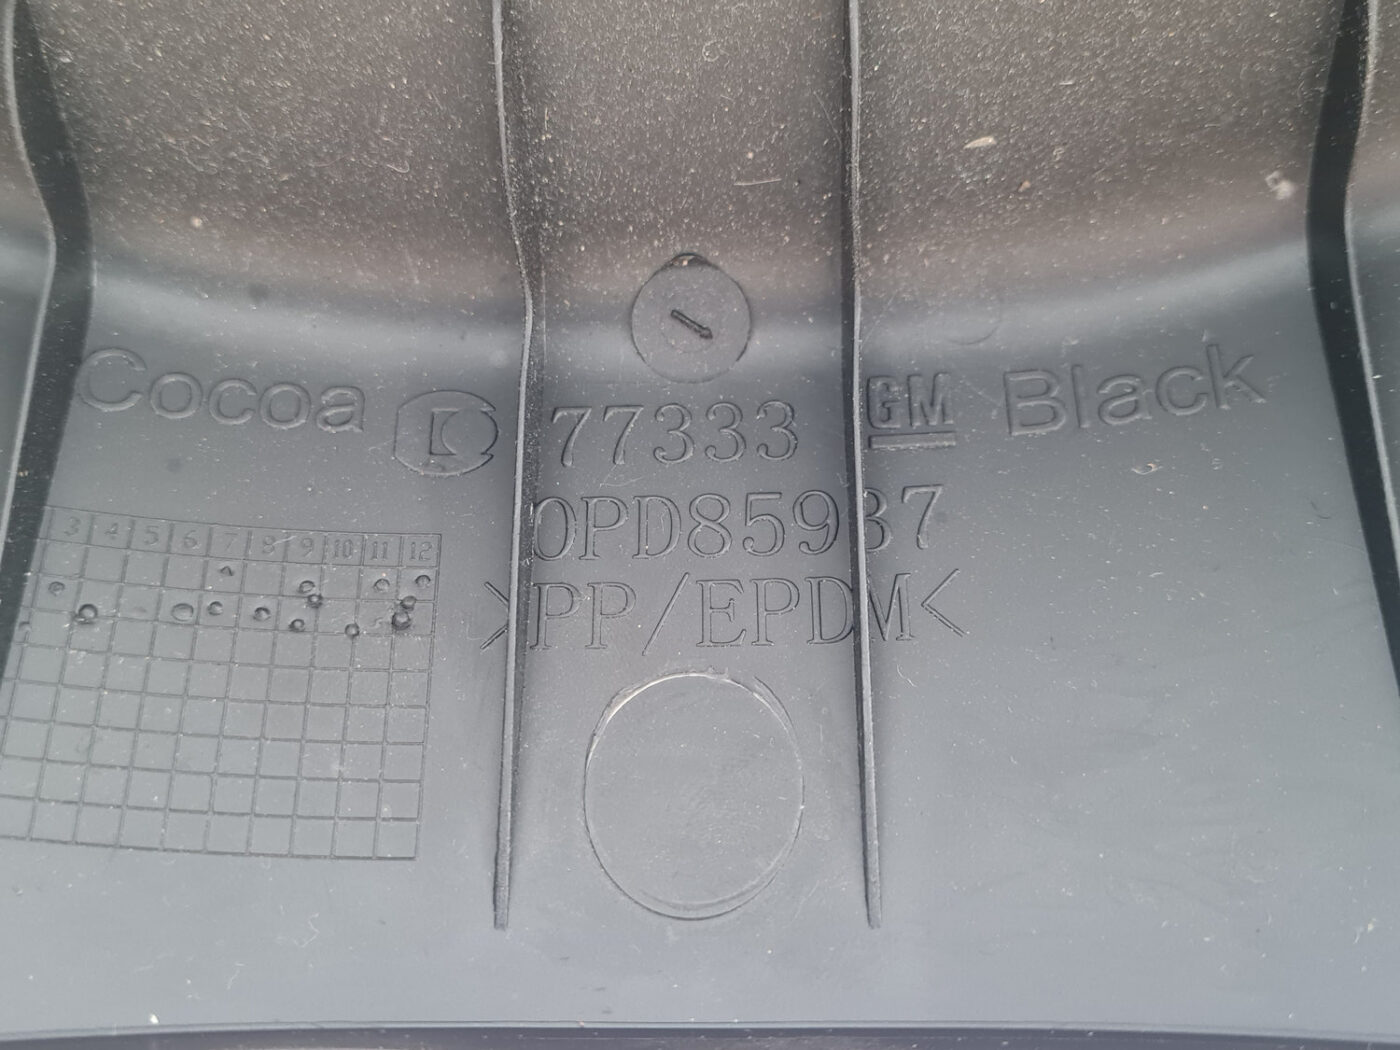 Cocoa 77333 GM Black
0PD85937
>PP/EPDM<
3 4 5 6 7 8 9 10 11 12